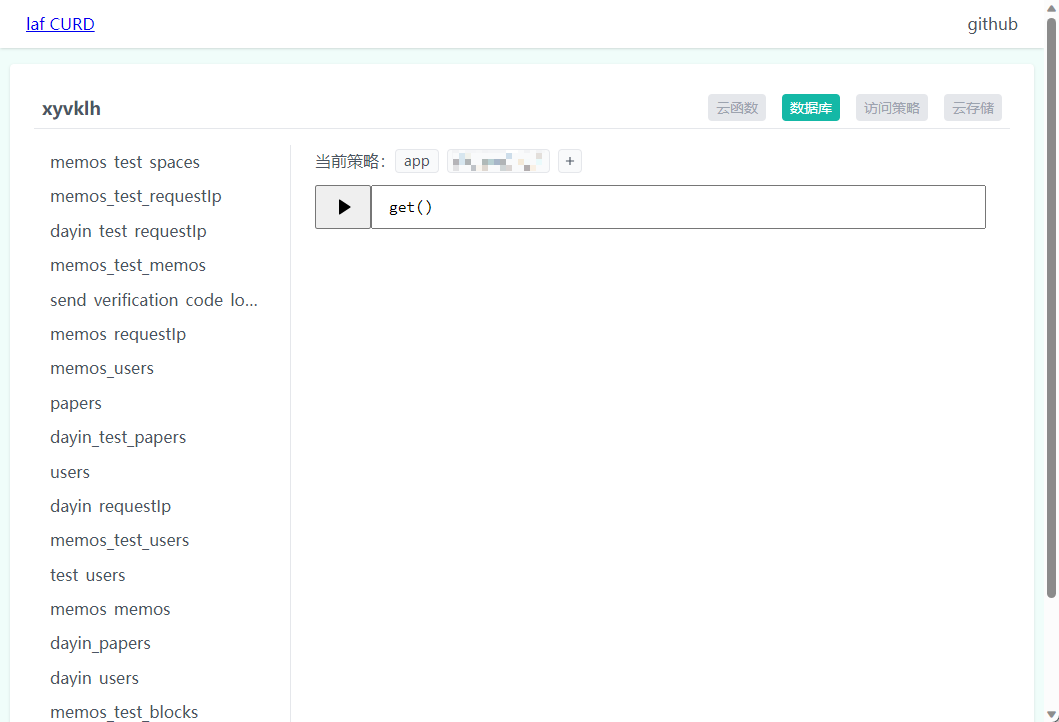 laf CURD
github
xyvklh
云函数 数据库 访问策略 云存储
memos_test_spaces
memos_test_requestIp
dayin_test_requestIp
memos_test_memos
send_verification_code_lo...
memos_requestIp
memos_users
papers
dayin_test_papers
users
dayin_requestIp
memos_test_users
test_users
memos_memos
dayin_papers
dayin_users
memos_test_blocks
当前策略： app +
get()